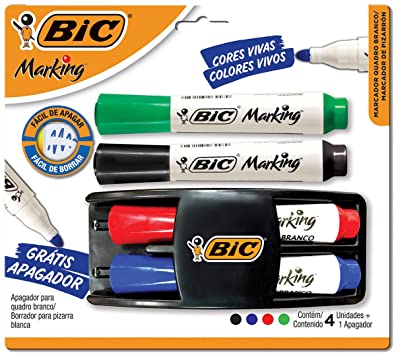 BIC
Marking
CORES VIVAS
COLORES VIVOS
MARCADOR QUADRO BRANCO/
MARCADOR DE PIZARRÓN
FÁCIL DE APAGAR
FÁCIL DE BORRAR
BIC Marking
BIC Marking
GRÁTIS
APAGADOR
Apagador para
quadro branco/
Borrador para pizarra
blanca
Marking
BRANCO
BIC
Marking
BRANCO
Contém/
Contenido 4 Unidades +
1 Apagador